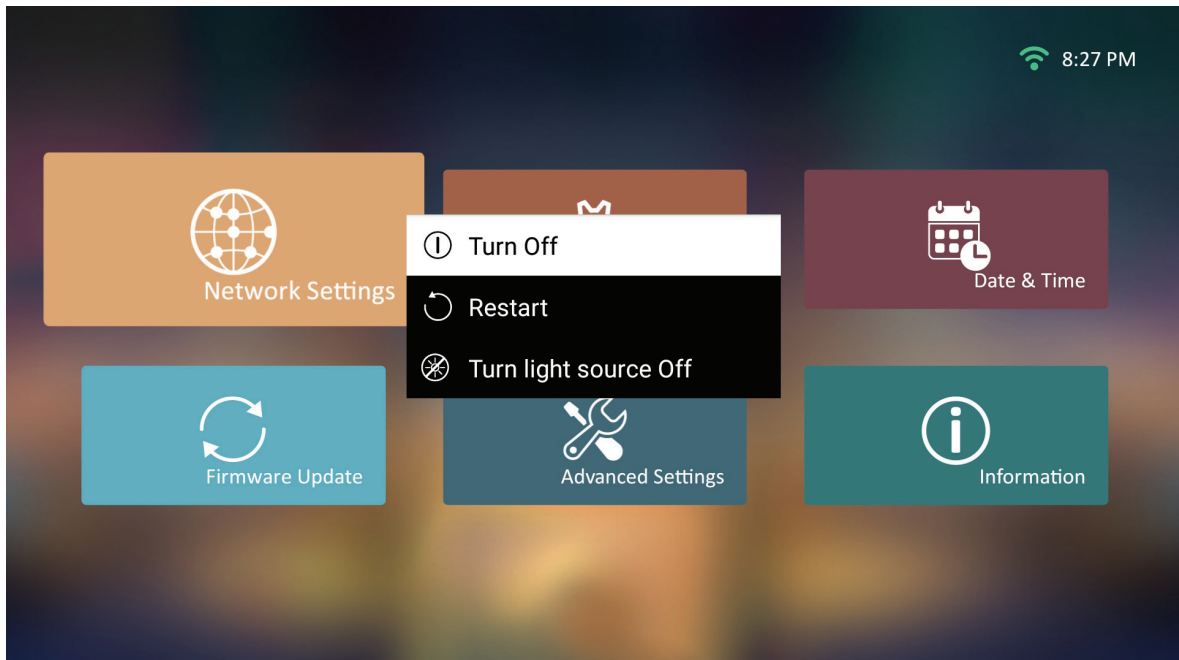 8:27 PM
Network Settings
Date & Time
Turn Off
Restart
Turn light source Off
Firmware Update
Advanced Settings
Information